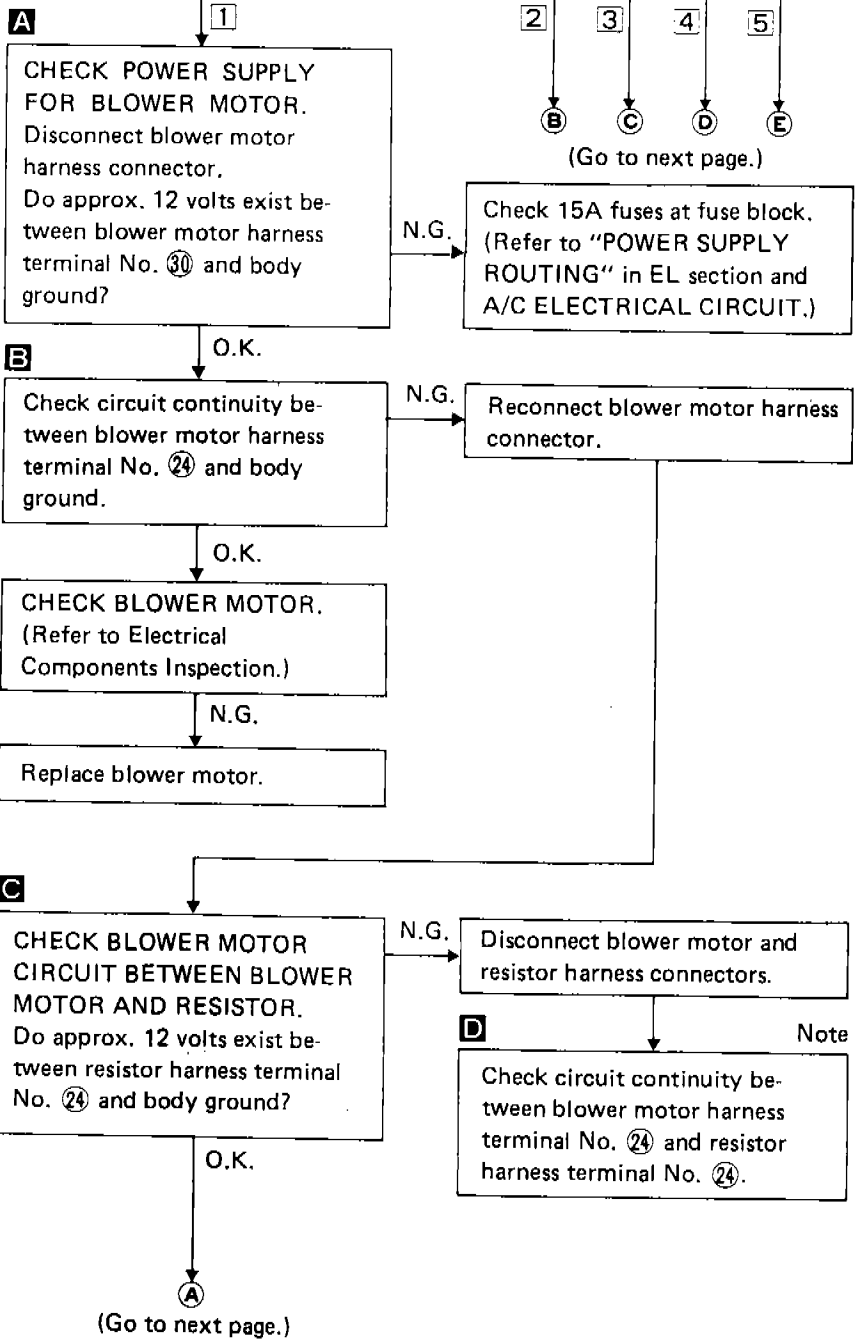 A
1
2
3
4
5
CHECK POWER SUPPLY
FOR BLOWER MOTOR.
Disconnect blower motor
harness connector.
Do approx. 12 volts exist be-
tween blower motor harness
terminal No. 30 and body
ground?
B
C
D
E
(Go to next page.)
N.G.
Check 15A fuses at fuse block.
(Refer to "POWER SUPPLY
ROUTING" in EL section and
A/C ELECTRICAL CIRCUIT.)
O.K.
B
Check circuit continuity be-
tween blower motor harness
terminal No. 24 and body
ground.
N.G.
Reconnect blower motor harness
connector.
O.K.
CHECK BLOWER MOTOR.
(Refer to Electrical
Components Inspection.)
N.G.
Replace blower motor.
C
CHECK BLOWER MOTOR
CIRCUIT BETWEEN BLOWER
MOTOR AND RESISTOR.
Do approx. 12 volts exist be-
tween resistor harness terminal
No. 24 and body ground?
N.G.
Disconnect blower motor and
resistor harness connectors.
D
Note
Check circuit continuity be-
tween blower motor harness
terminal No. 24 and resistor
harness terminal No. 24.
O.K.
A
(Go to next page.)